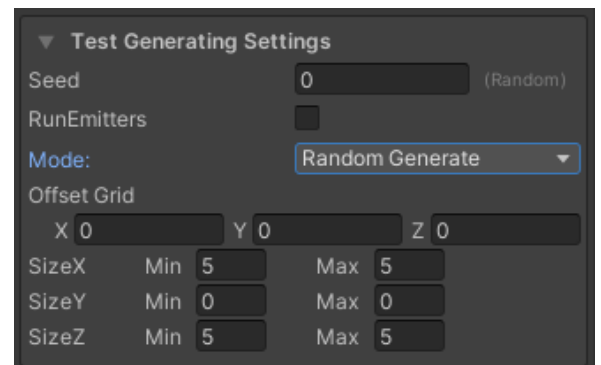 Test Generating Settings
Seed 0 (Random)
RunEmitters
Mode: Random Generate
Offset Grid
X 0 Y 0 Z 0
SizeX Min 5 Max 5
SizeY Min 0 Max 0
SizeZ Min 5 Max 5